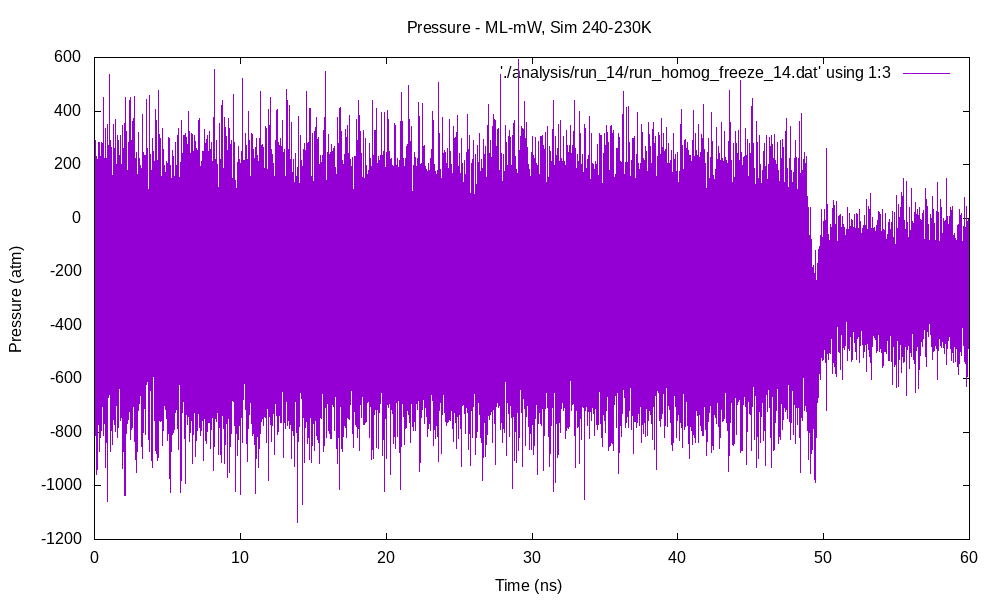 Pressure - ML-mW, Sim 240-230K
'./analysis/run_14/run_homog_freeze_14.dat' using 1:3
600
400
200
0
-200
-400
-600
-800
-1000
-1200
Pressure (atm)
0 10 20 30 40 50 60
Time (ns)